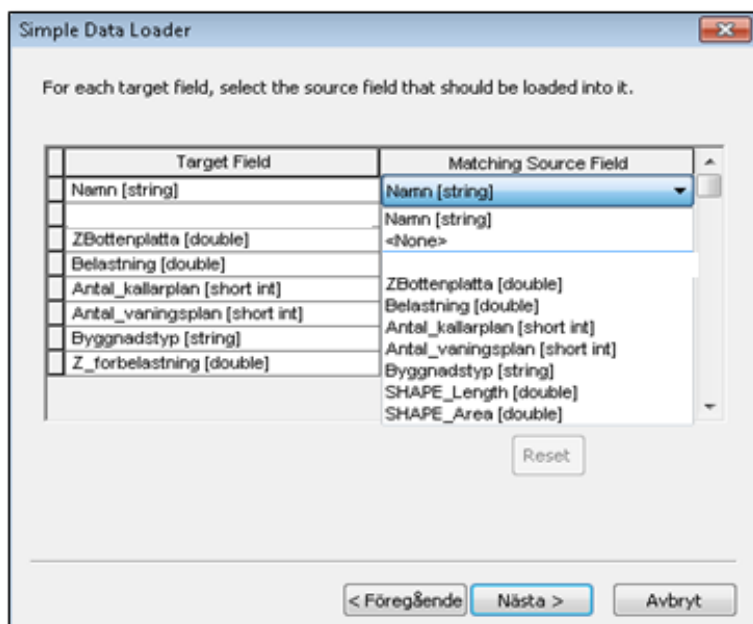 Simple Data Loader
For each target field, select the source field that should be loaded into it.
Target Field Matching Source Field
Namn [string] Namn [string]
Namn [string]
<None>
ZBottenplatta [double]
Belastning [double]
Antal_kallarplan [short int]
Antal_vaningsplan [short int]
Byggnadstyp [string]
Z_forbelastning [double]
ZBottenplatta [double]
Belastning [double]
Antal_kallarplan [short int]
Antal_vaningsplan [short int]
Byggnadstyp [string]
SHAPE_Length [double]
SHAPE_Area [double]
Reset
< Föregående Nästa > Avbryt